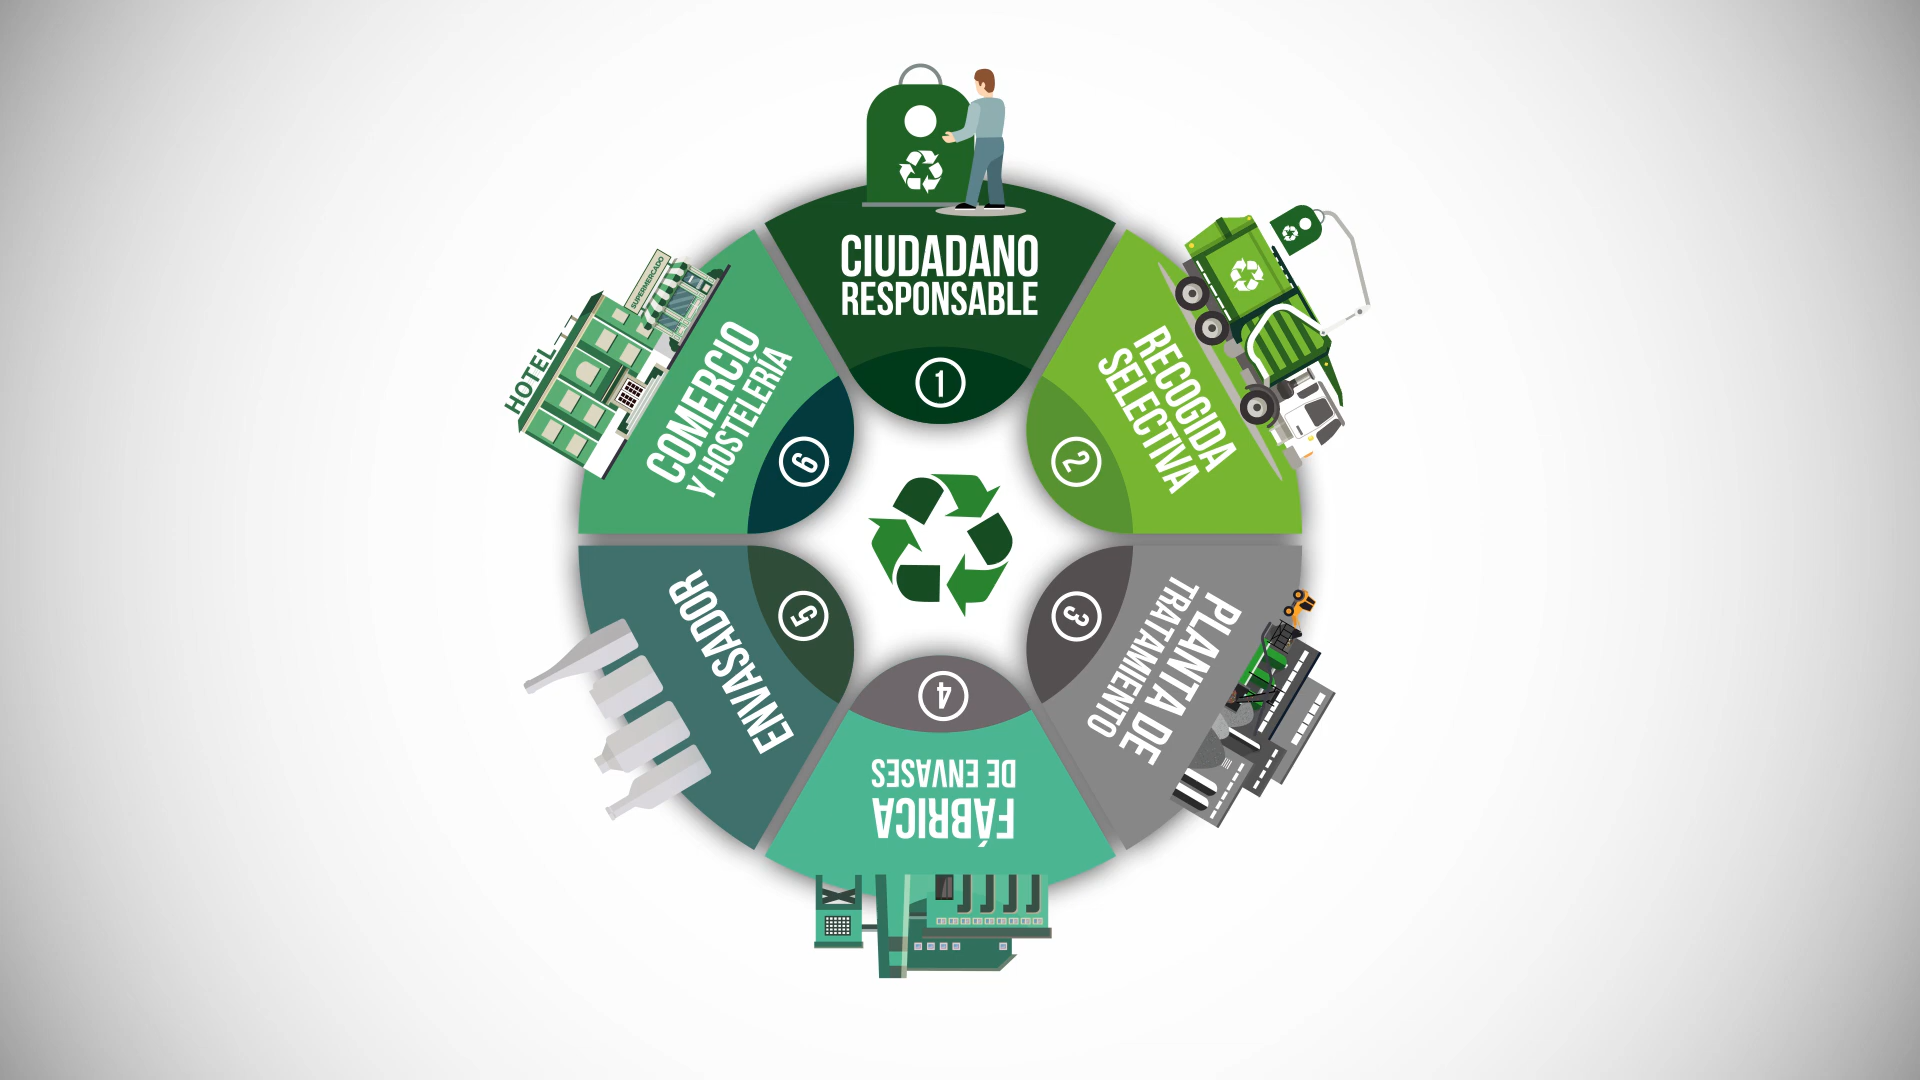 CIUDADANO
RESPONSABLE
1
RECOGIDA
SELECTIVA
2
PLANTA DE
TRATAMIENTO
3
FÁBRICA
DE ENVASES
4
ENVASADOR
5
COMERCIO
Y HOSTELERÍA
6
HOTEL
SUPERMERCADO